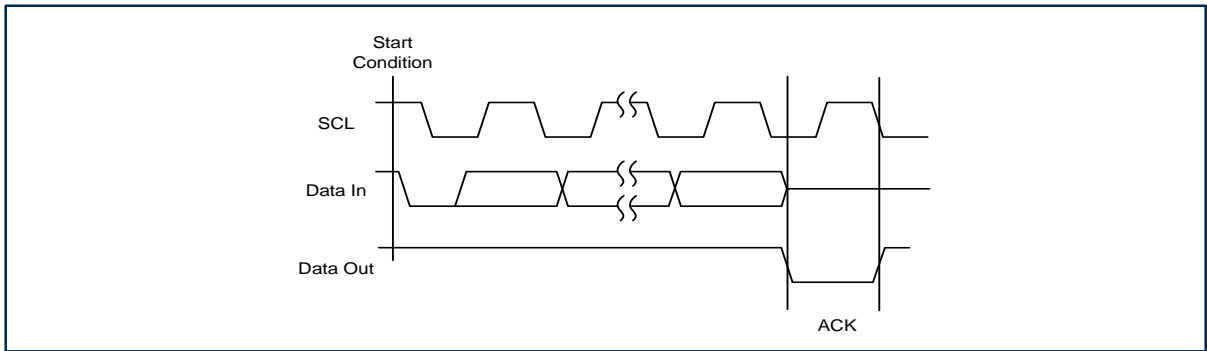 Start
Condition
SCL
Data In
Data Out
ACK